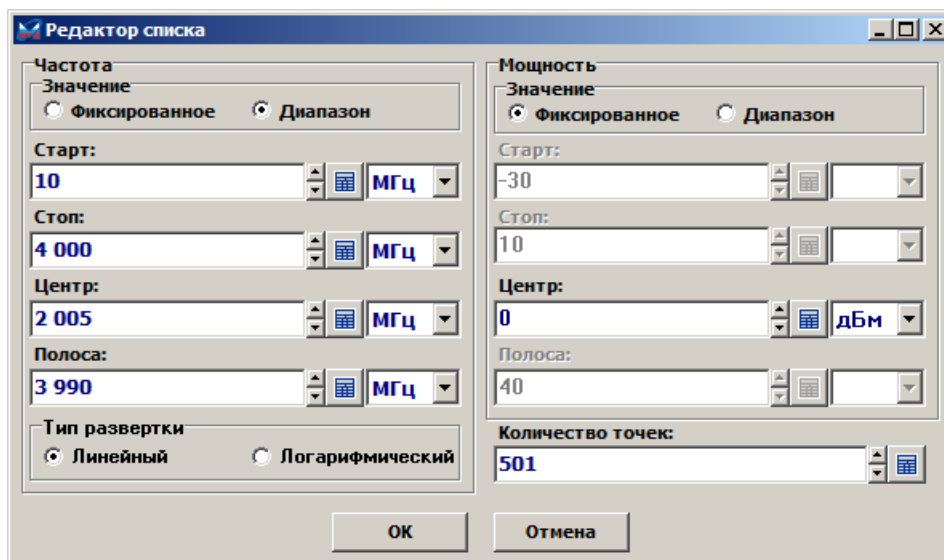 Редактор списка
Частота
Значение
Фиксированное Диапазон
Старт:
10 МГц
Стоп:
4 000 МГц
Центр:
2 005 МГц
Полоса:
3 990 МГц
Тип развертки
Линейный Логарифмический
Мощность
Значение
Фиксированное Диапазон
Старт:
-30
Стоп:
10
Центр:
0 дБм
Полоса:
40
Количество точек:
501
ОК Отмена